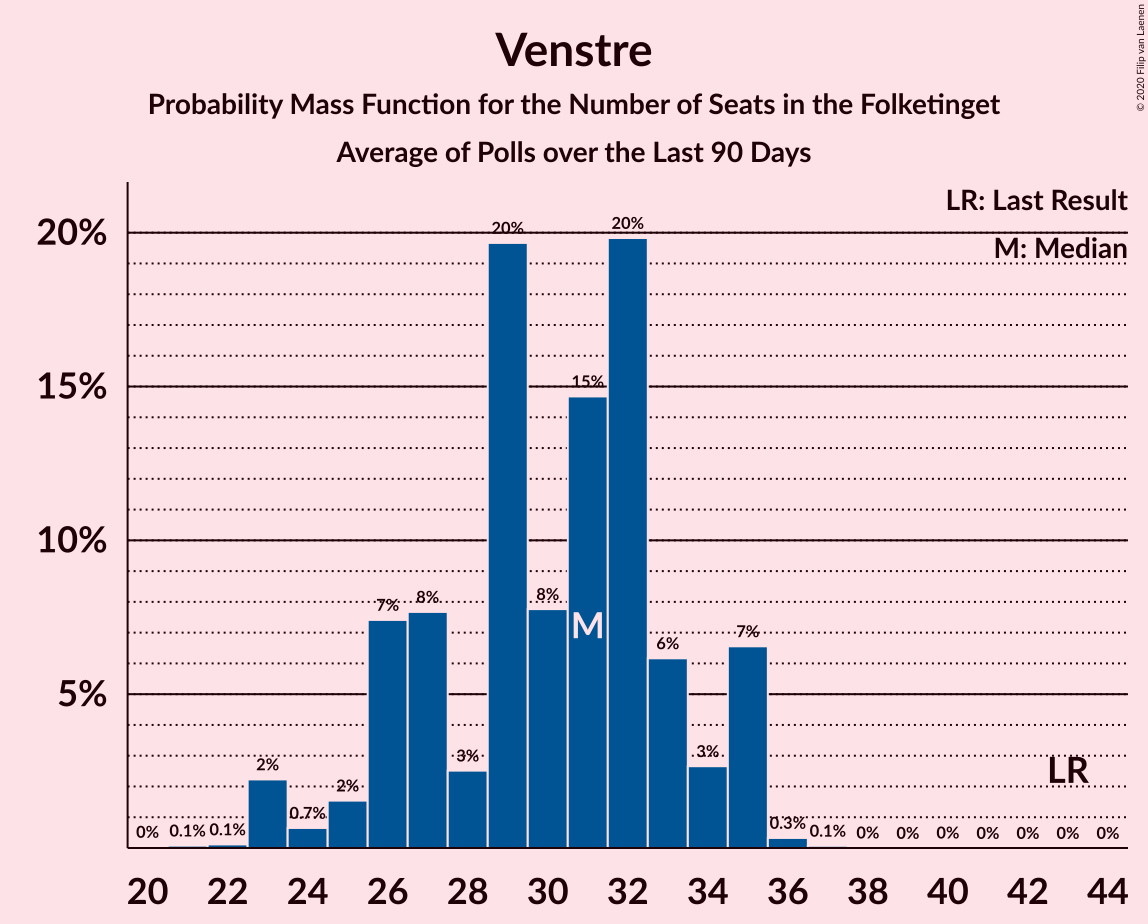 Venstre
Probability Mass Function for the Number of Seats in the Folketinget
Average of Polls over the Last 90 Days
© 2020 Filip van Laenen
LR: Last Result
M: Median
20%
15%
10%
5%
0% 0.1% 0.1% 2% 0.7% 2% 7% 8% 3% 20% 8% 15% 20% 6% 3% 7% 0.3% 0.1% 0% 0% 0% 0% 0% 0% 0%
M
LR
20 22 24 26 28 30 32 34 36 38 40 42 44